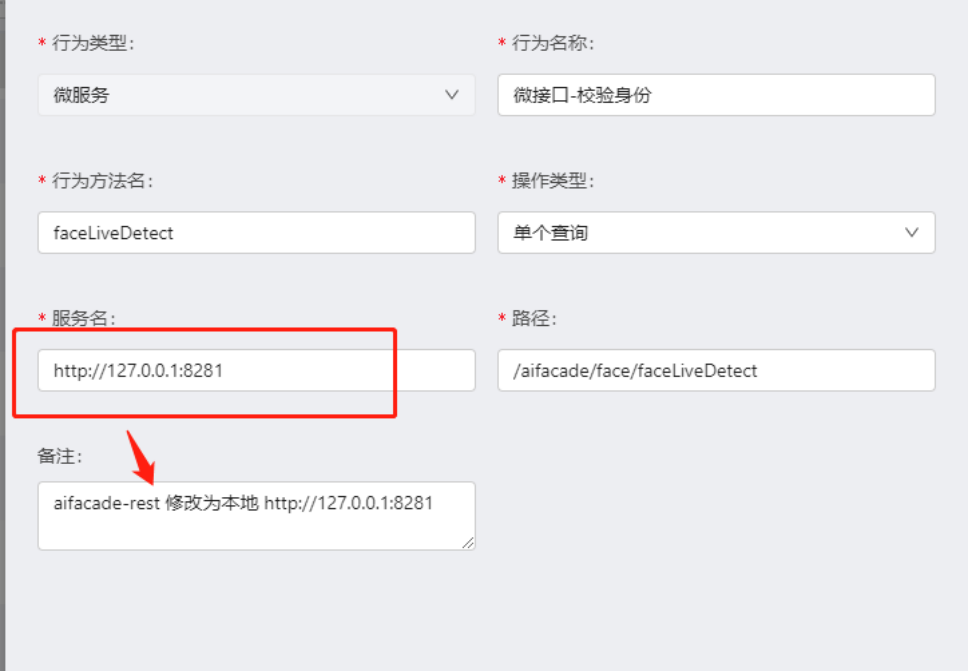 * 行为类型:
* 行为名称:
微服务
微接口-校验身份
* 行为方法名:
* 操作类型:
faceLiveDetect
单个查询
* 服务名:
* 路径:
http://127.0.0.1:8281
/aifacade/face/faceLiveDetect
备注:
aifacade-rest 修改为本地 http://127.0.0.1:8281